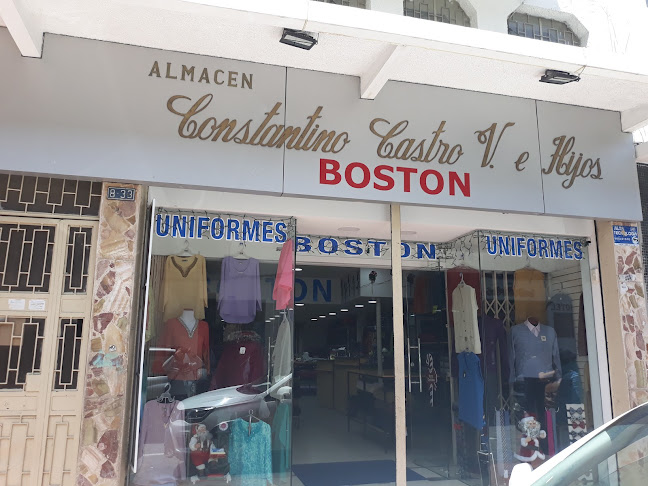 ALMACEN
Constantino Castro V. e Hijos
BOSTON
8-33
UNIFORMES
BOSTON
UNIFORMES